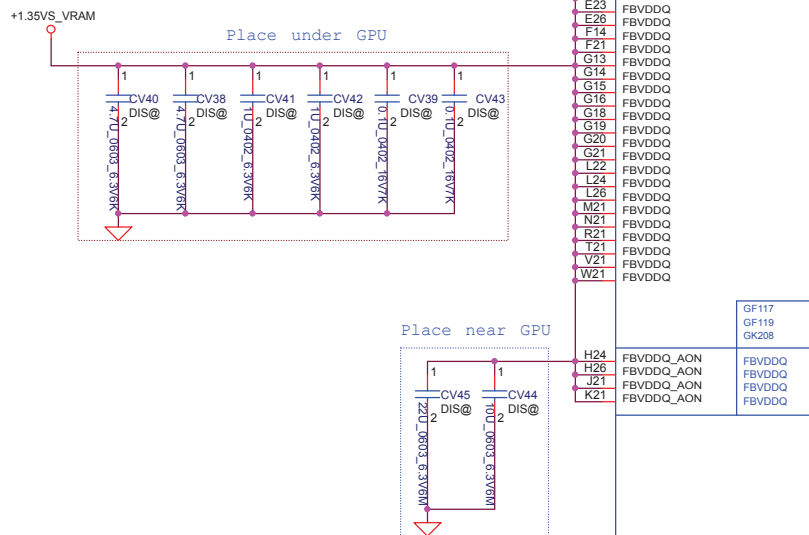 +1.35VS_VRAM
Place under GPU
1 1 1 1 1 1
CV40 CV38 CV41 CV42 CV39 CV43
DIS@ DIS@ DIS@ DIS@ DIS@ DIS@
2 2 2 2 2 2
4.7U_0603_6.3V6K
4.7U_0603_6.3V6K
1U_0402_6.3V6K
1U_0402_6.3V6K
0.1U_0402_16V7K
0.1U_0402_16V7K
E23 FBVDDQ
E26 FBVDDQ
F14 FBVDDQ
F21 FBVDDQ
G13 FBVDDQ
G14 FBVDDQ
G15 FBVDDQ
G16 FBVDDQ
G18 FBVDDQ
G19 FBVDDQ
G20 FBVDDQ
G21 FBVDDQ
L22 FBVDDQ
L24 FBVDDQ
L26 FBVDDQ
M21 FBVDDQ
N21 FBVDDQ
R21 FBVDDQ
T21 FBVDDQ
V21 FBVDDQ
W21 FBVDDQ
GF117
GF119
GK208
Place near GPU
H24 FBVDDQ_AON FBVDDQ
H26 FBVDDQ_AON FBVDDQ
J21 FBVDDQ_AON FBVDDQ
K21 FBVDDQ_AON FBVDDQ
1 1
CV45 CV44
DIS@ DIS@
2 2
22U_0603_6.3V6M
10U_0603_6.3V6M